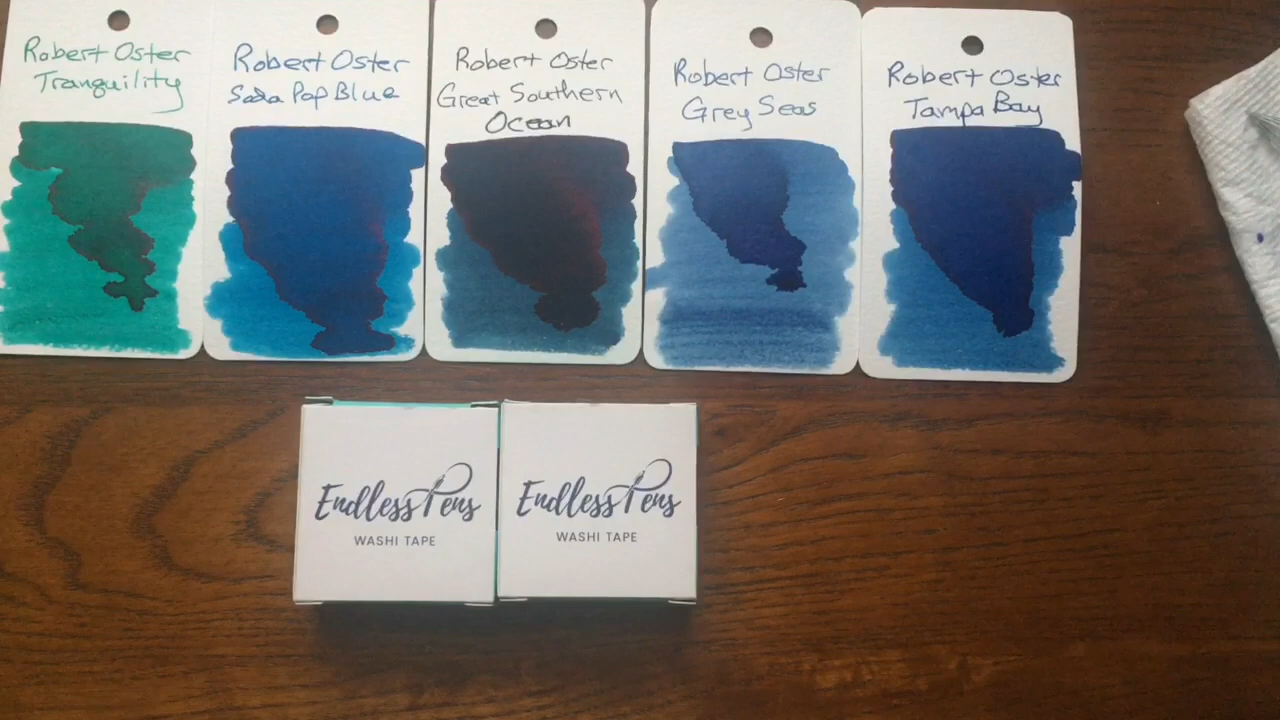 Robert Oster
Tranquility
Robert Oster
Soda Pop Blue
Robert Oster
Great Southern
Ocean
Robert Oster
Grey Seas
Robert Oster
Tampa Bay
Endless Pens
WASHI TAPE
Endless Pens
WASHI TAPE